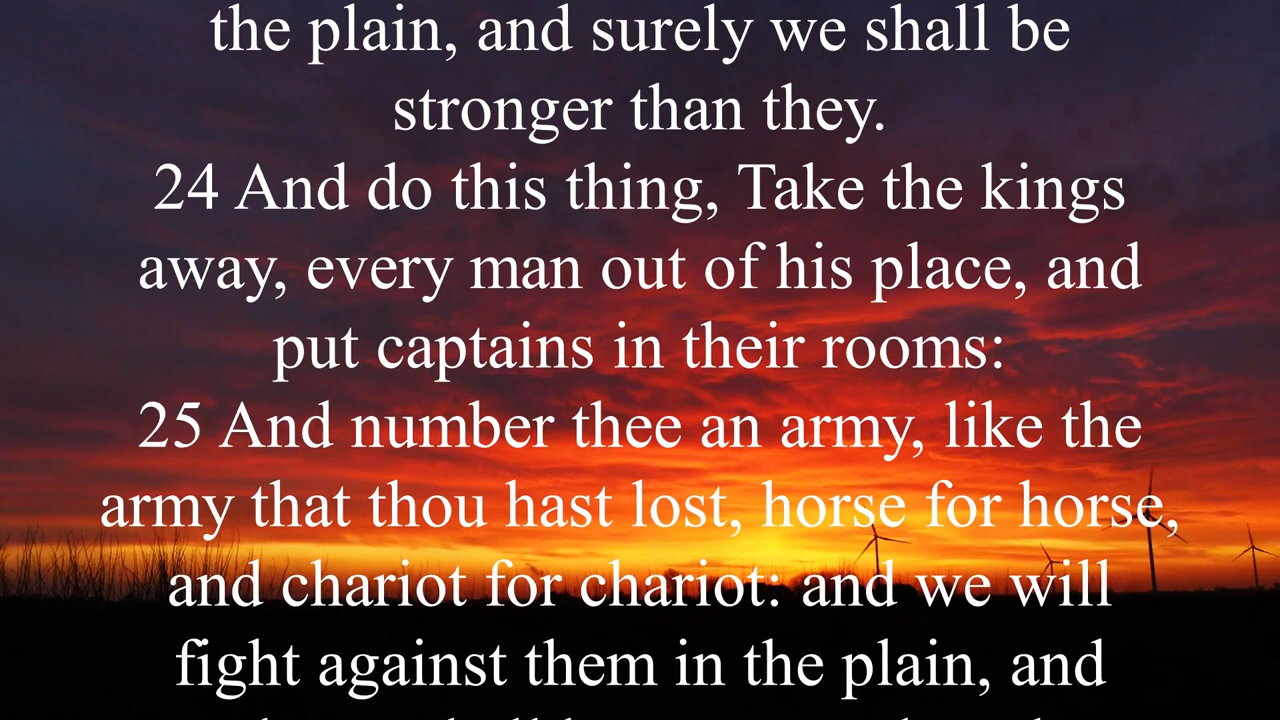 the plain, and surely we shall be
stronger than they.
24 And do this thing, Take the kings
away, every man out of his place, and
put captains in their rooms:
25 And number thee an army, like the
army that thou hast lost, horse for horse,
and chariot for chariot: and we will
fight against them in the plain, and